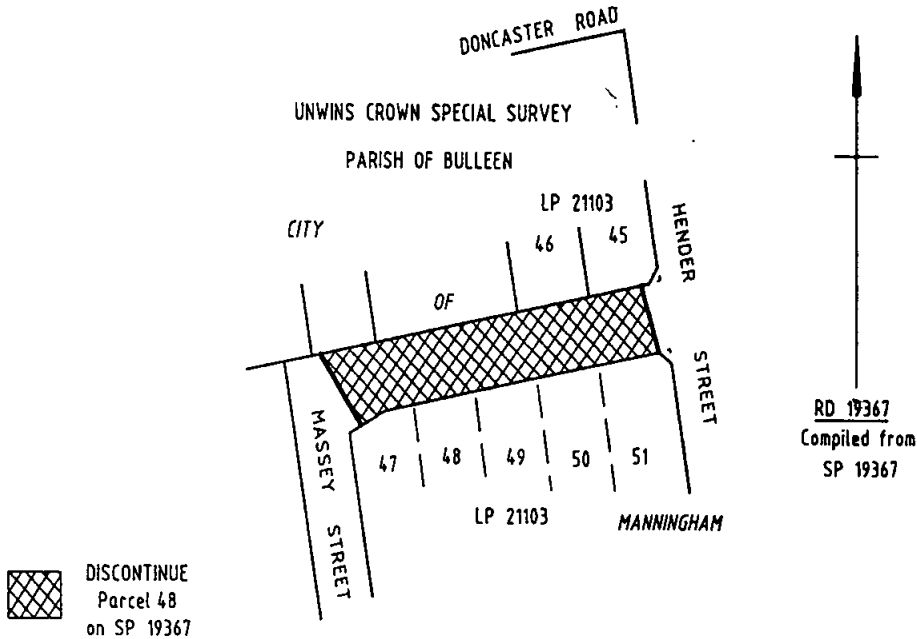 DONCASTER ROAD
UNWINS CROWN SPECIAL SURVEY
PARISH OF BULLEEN
LP 21103
CITY
46
45
HENDER
OF
STREET
RD 19367
Compiled from
SP 19367
MASSEY
STREET
47
48
49
50
51
LP 21103
MANNINGHAM
DISCONTINUE
Parcel 48
on SP 19367